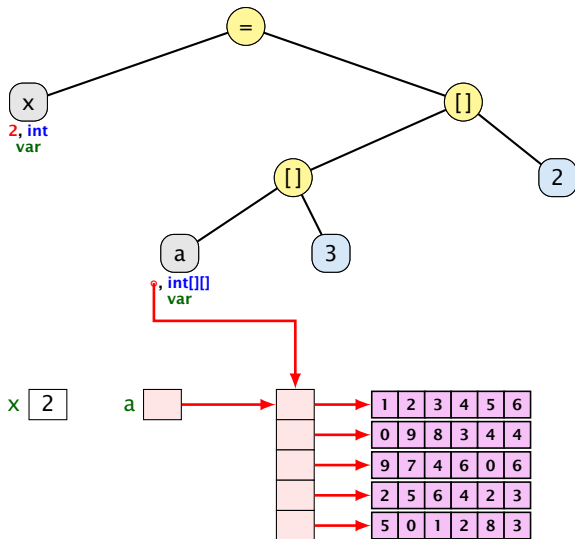 =
x
[]
2, int
var
[]
2
a
3
, int[][]
var
x 2 a 1 2 3 4 5 6
0 9 8 3 4 4
9 7 4 6 0 6
2 5 6 4 2 3
5 0 1 2 8 3